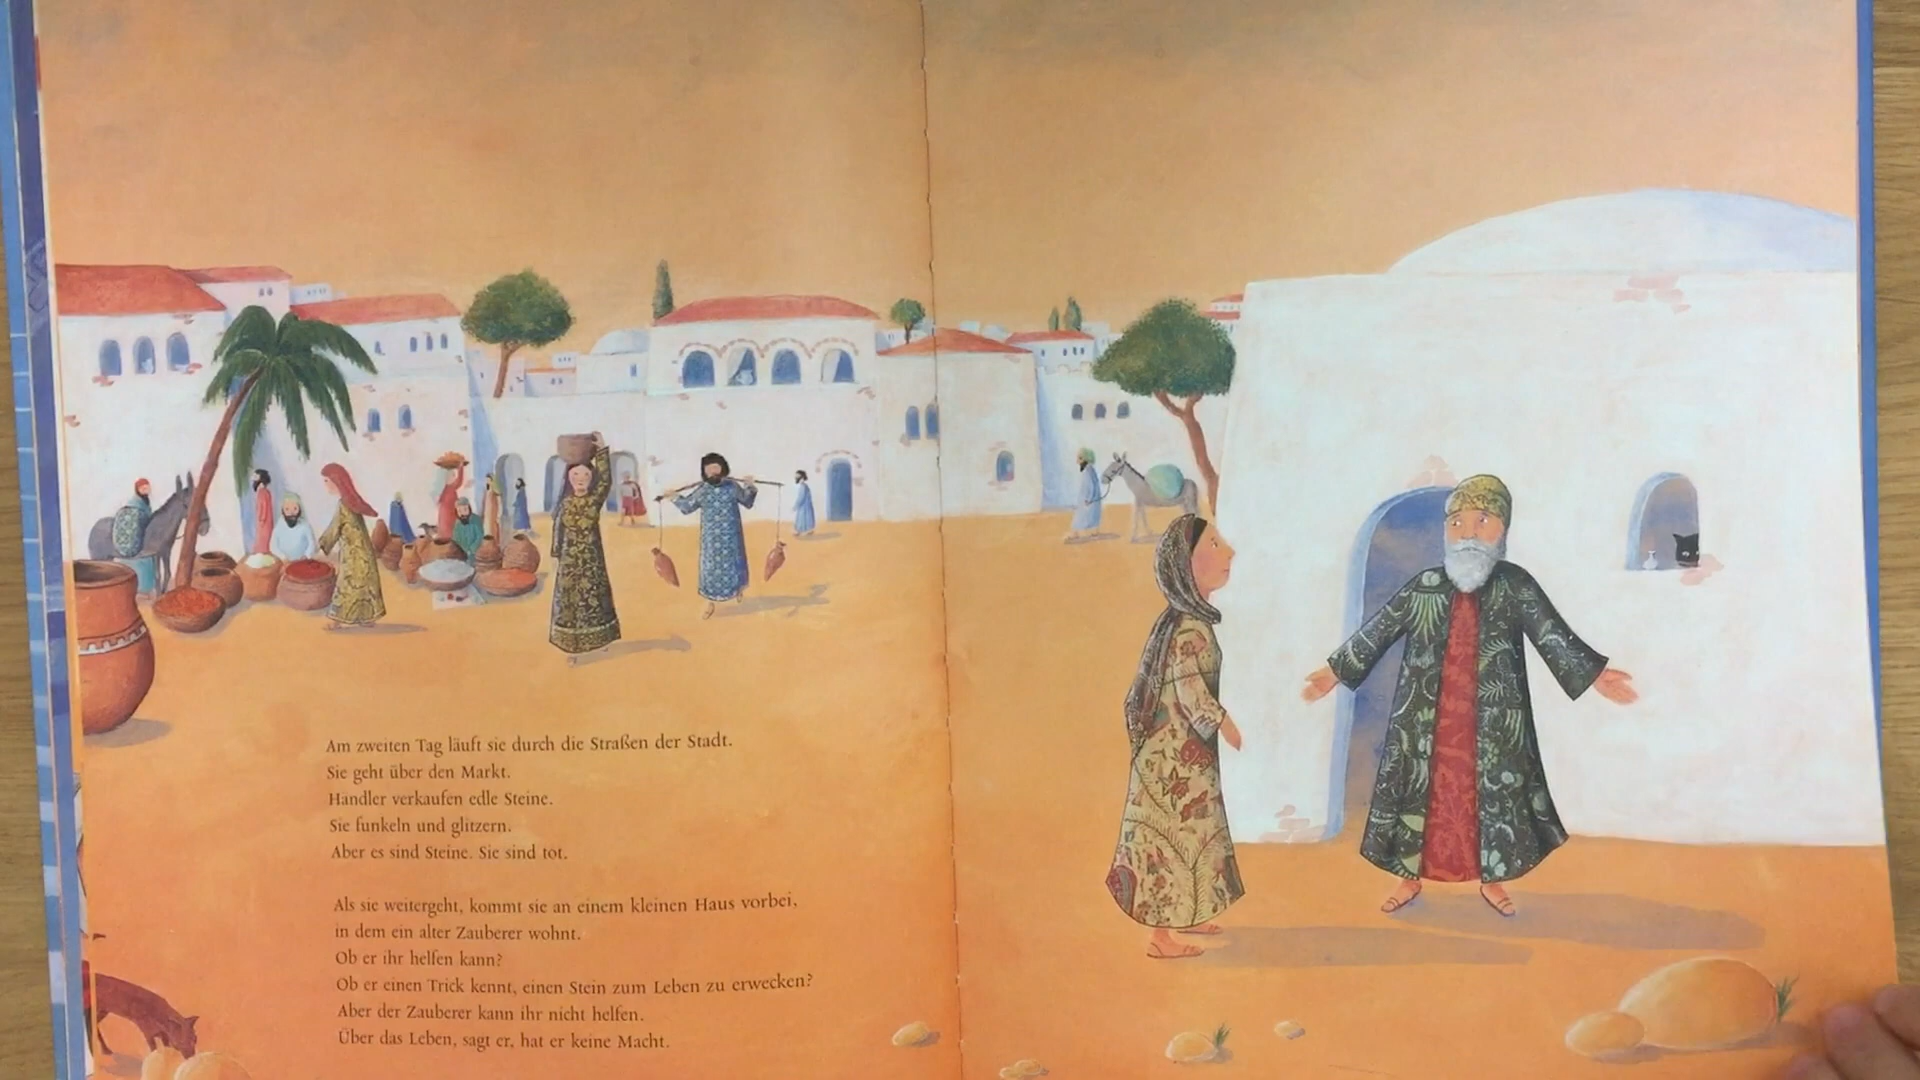 Am zweiten Tag läuft sie durch die Straßen der Stadt.
Sie geht über den Markt.
Händler verkaufen edle Steine.
Sie funkeln und glitzern.
Aber es sind Steine. Sie sind tot.
Als sie weitergeht, kommt sie an einem kleinen Haus vorbei,
in dem ein alter Zauberer wohnt.
Ob er ihr helfen kann?
Ob er einen Trick kennt, einen Stein zum Leben zu erwecken?
Aber der Zauberer kann ihr nicht helfen.
Über das Leben, sagt er, hat er keine Macht.